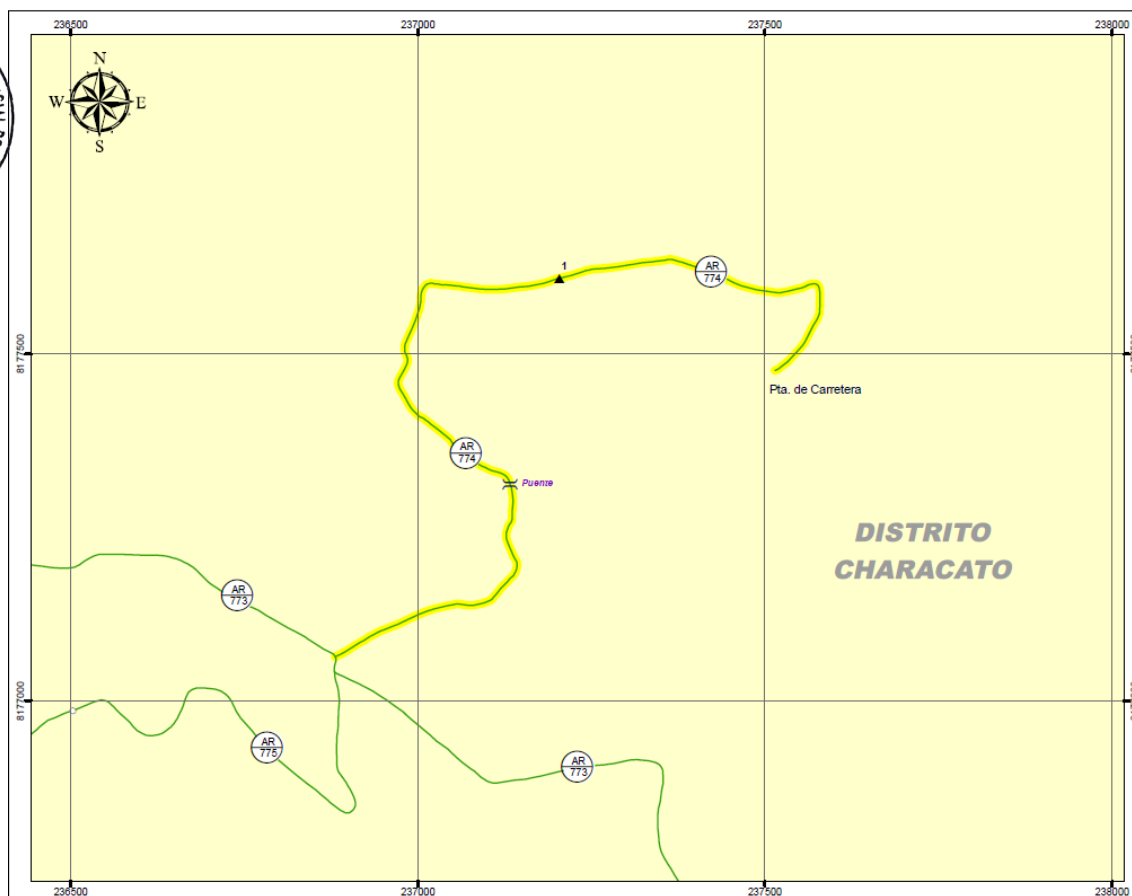 236500
237000
237500
238000
N
W E
S
1
AR
774
8177500
Pta. de Carretera
AR
774
Puente
DISTRITO
CHARACATO
AR
773
8177000
AR
775
AR
773
236500
237000
237500
238000